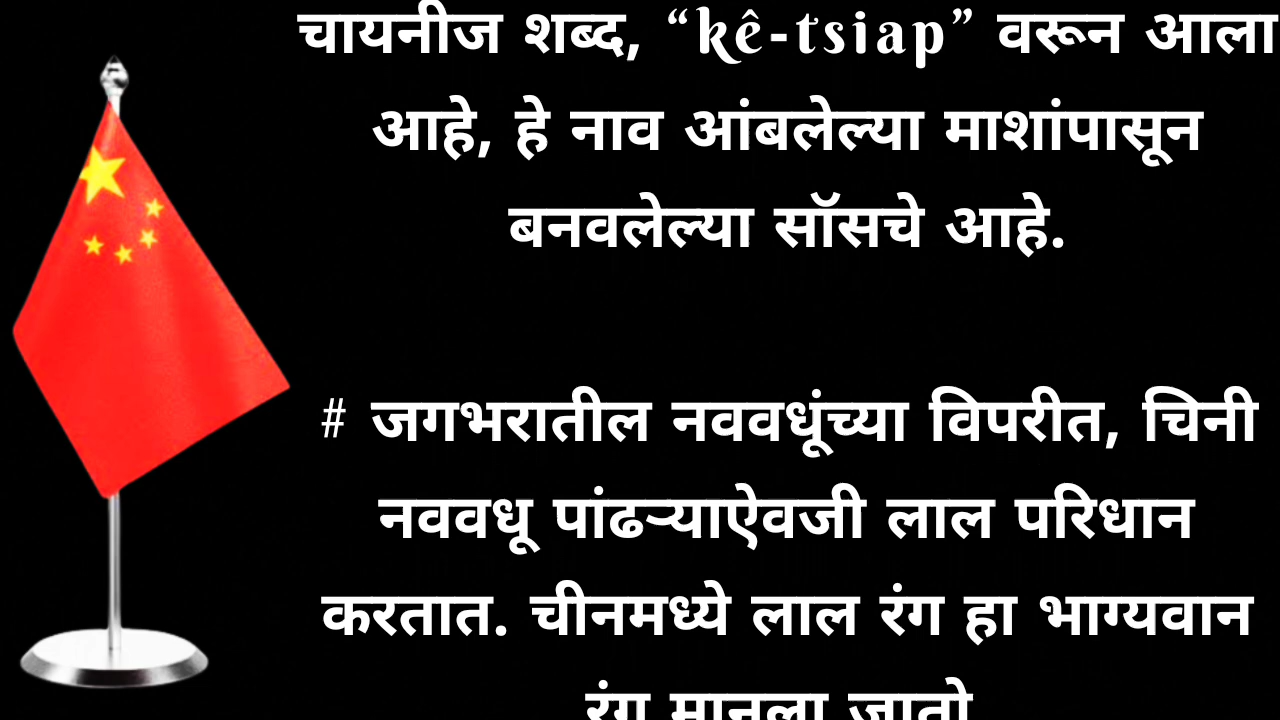 चायनीज शब्द, “kê-tsiap” वरून आला
आहे, हे नाव आंबलेल्या माशांपासून
बनवलेल्या सॉसचे आहे.
# जगभरातील नववधूंच्या विपरीत, चिनी
नववधू पांढऱ्याऐवजी लाल परिधान
करतात. चीनमध्ये लाल रंग हा भाग्यवान
रंग मानला जातो